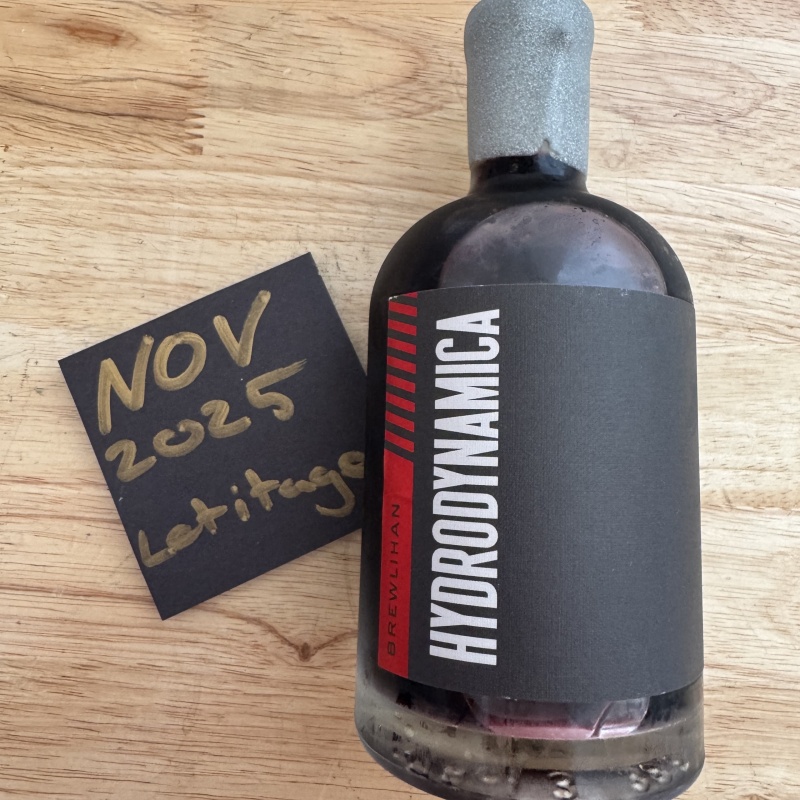 NOV
2025
Letitago
BREWLIHAN
HYDRODYNAMICA